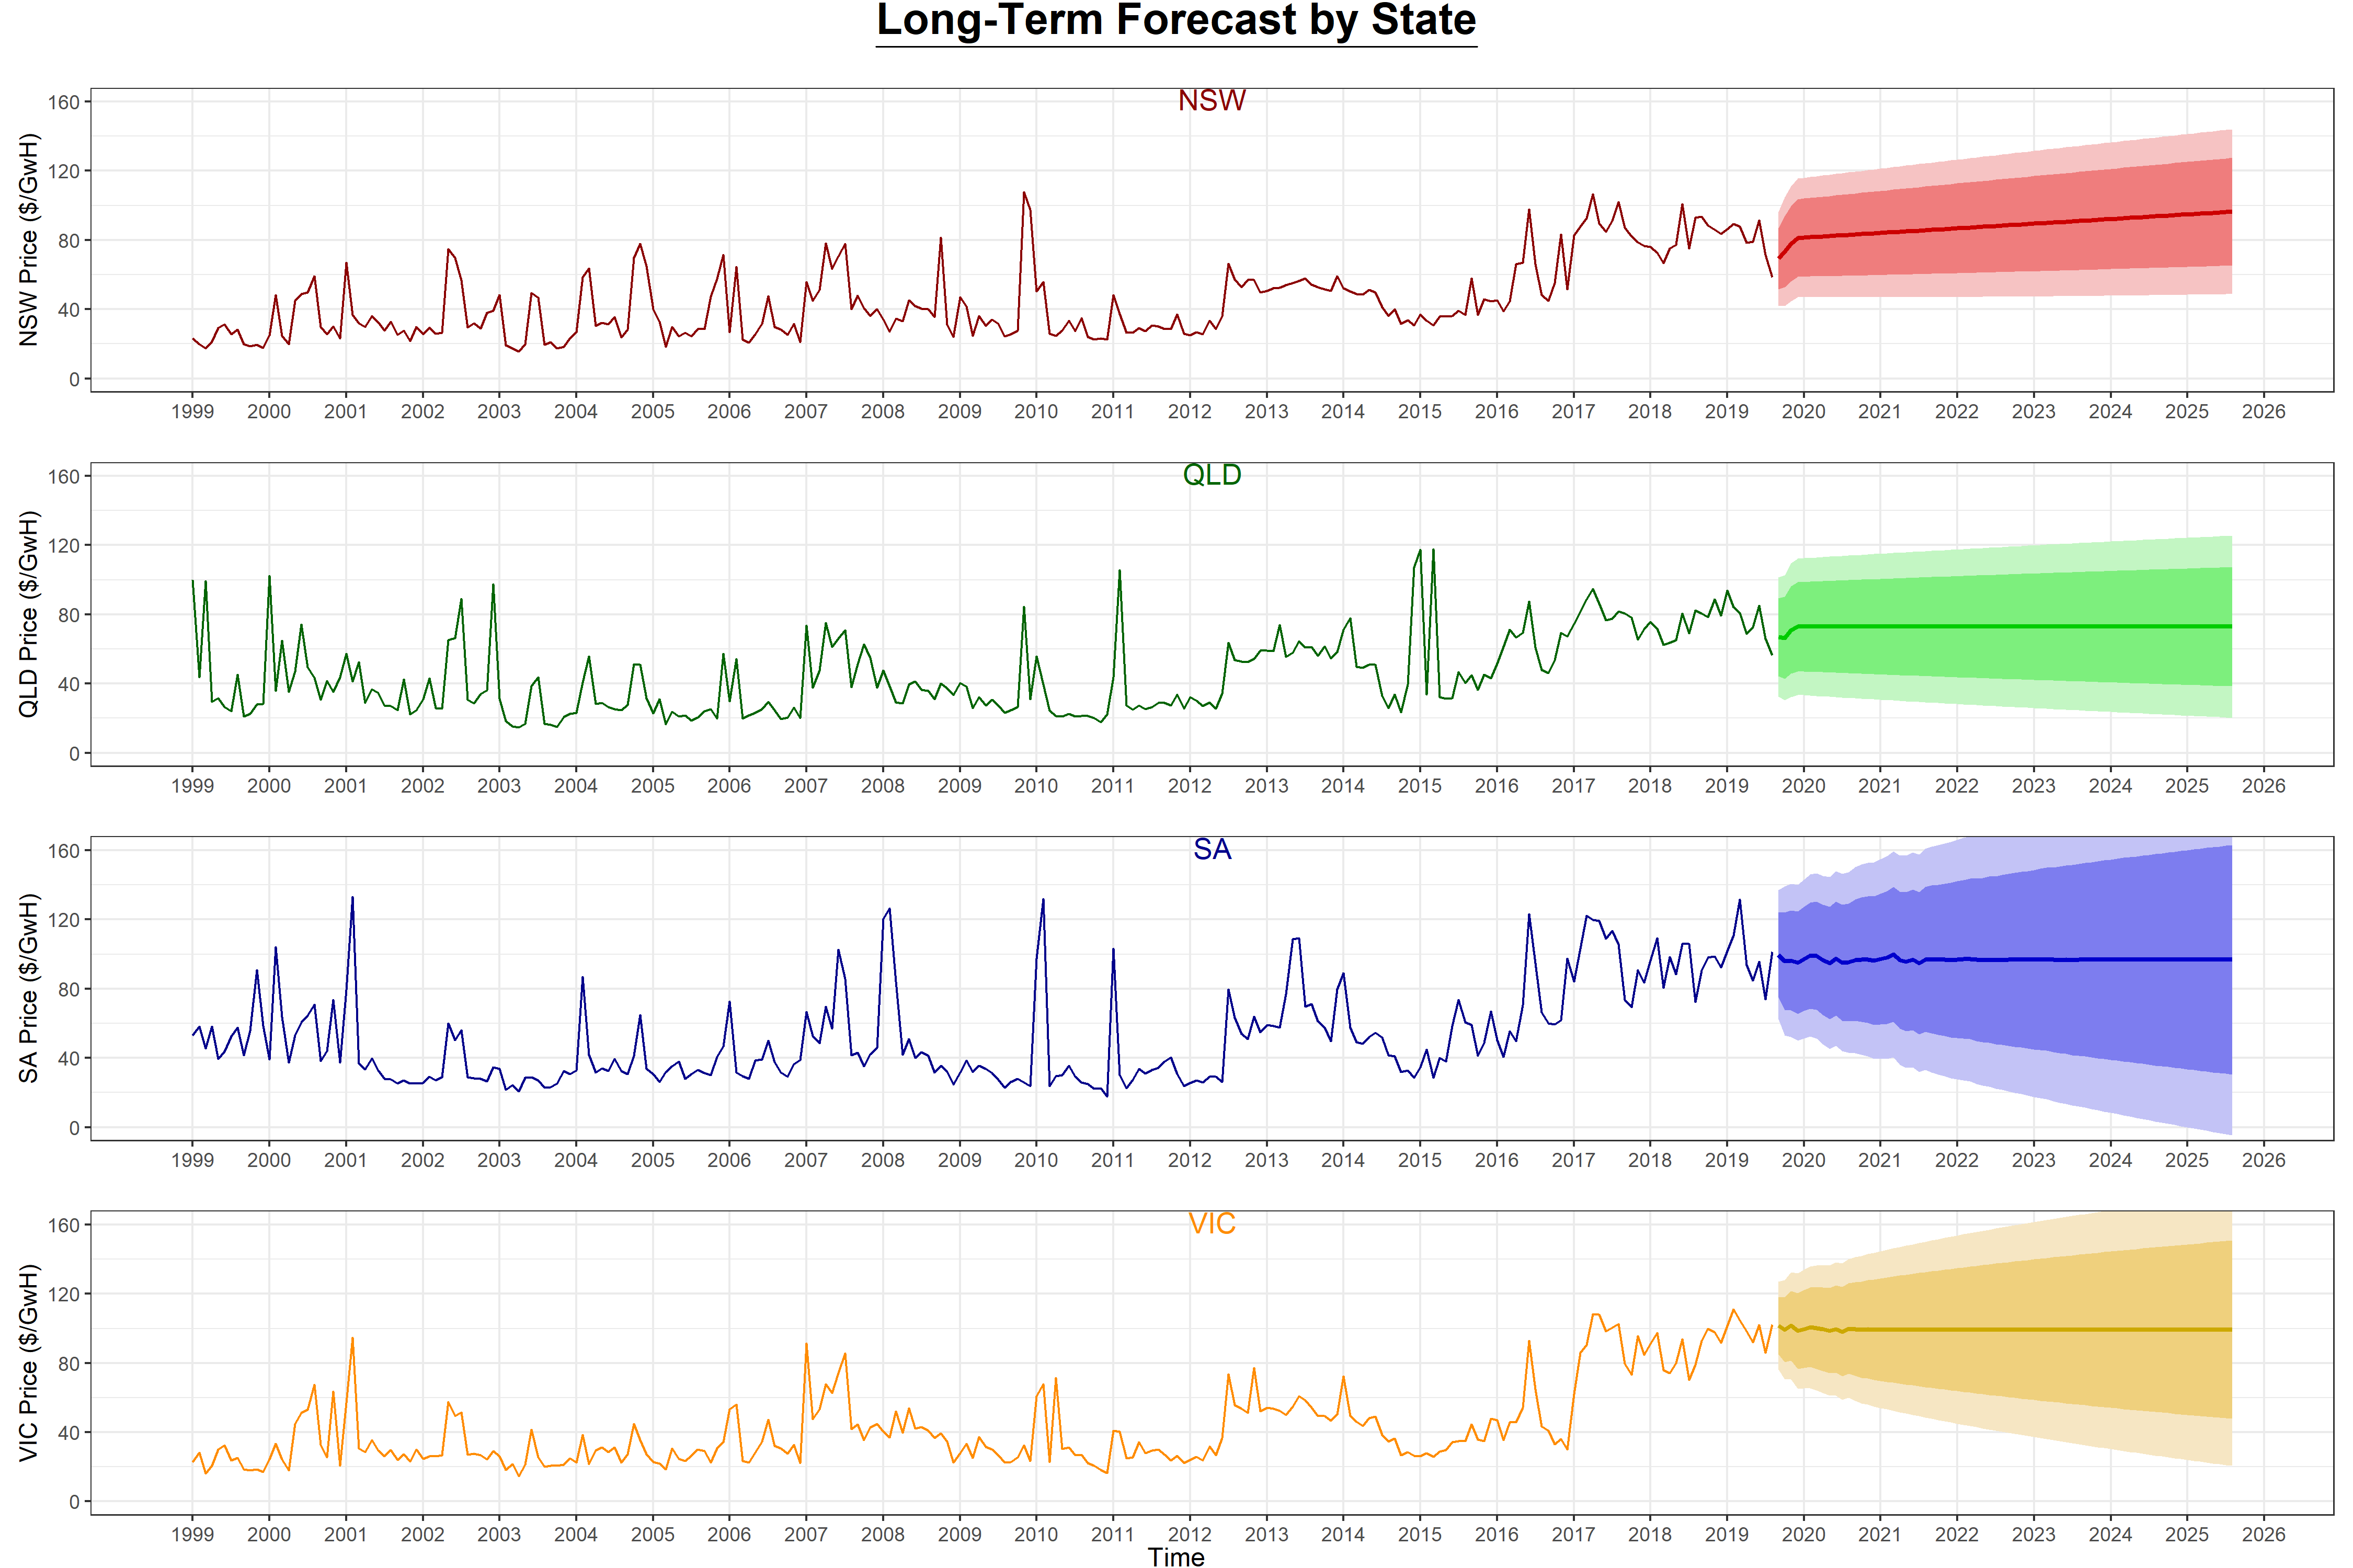 Long-Term Forecast by State
NSW
NSW Price ($/GwH)
160
120
80
40
0
1999 2000 2001 2002 2003 2004 2005 2006 2007 2008 2009 2010 2011 2012 2013 2014 2015 2016 2017 2018 2019 2020 2021 2022 2023 2024 2025 2026
QLD
QLD Price ($/GwH)
160
120
80
40
0
1999 2000 2001 2002 2003 2004 2005 2006 2007 2008 2009 2010 2011 2012 2013 2014 2015 2016 2017 2018 2019 2020 2021 2022 2023 2024 2025 2026
SA
SA Price ($/GwH)
160
120
80
40
0
1999 2000 2001 2002 2003 2004 2005 2006 2007 2008 2009 2010 2011 2012 2013 2014 2015 2016 2017 2018 2019 2020 2021 2022 2023 2024 2025 2026
VIC
VIC Price ($/GwH)
160
120
80
40
0
1999 2000 2001 2002 2003 2004 2005 2006 2007 2008 2009 2010 2011 2012 2013 2014 2015 2016 2017 2018 2019 2020 2021 2022 2023 2024 2025 2026
Time